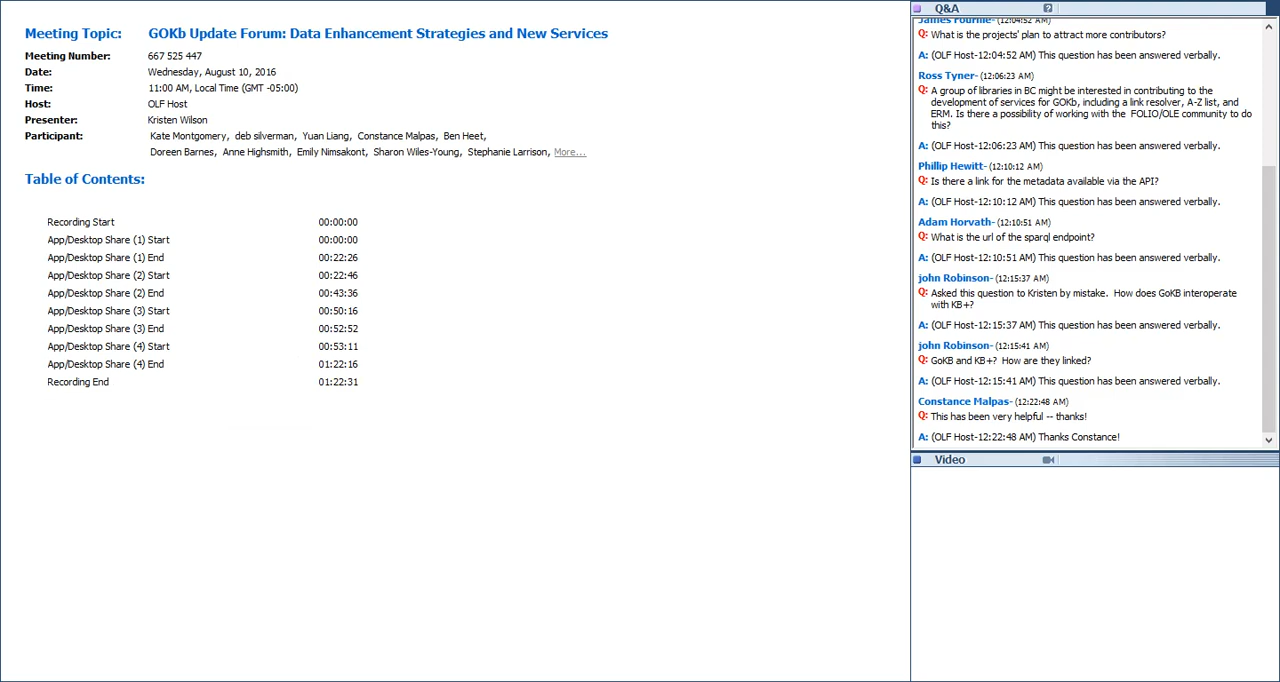 Meeting Topic: GOKb Update Forum: Data Enhancement Strategies and New Services
Meeting Number: 667 525 447
Date: Wednesday, August 10, 2016
Time: 11:00 AM, Local Time (GMT -05:00)
Host: OLF Host
Presenter: Kristen Wilson
Participant: Kate Montgomery, deb silverman, Yuan Liang, Constance Malpas, Ben Heet,
Doreen Barnes, Anne Highsmith, Emily Nimsakont, Sharon Wiles-Young, Stephanie Larrison, More...
Table of Contents:
Recording Start 00:00:00
App/Desktop Share (1) Start 00:00:00
App/Desktop Share (1) End 00:22:26
App/Desktop Share (2) Start 00:22:46
App/Desktop Share (2) End 00:43:36
App/Desktop Share (3) Start 00:50:16
App/Desktop Share (3) End 00:52:52
App/Desktop Share (4) Start 00:53:11
App/Desktop Share (4) End 01:22:16
Recording End 01:22:31
Q&A ?
James Fournie- (12:04:52 AM)
Q: What is the projects' plan to attract more contributors?
A: (OLF Host-12:04:52 AM) This question has been answered verbally.
Ross Tyner- (12:06:23 AM)
Q: A group of libraries in BC might be interested in contributing to the
development of services for GOKb, including a link resolver, A-Z list, and
ERM. Is there a possibility of working with the FOLIO/OLE community to do
this?
A: (OLF Host-12:06:23 AM) This question has been answered verbally.
Phillip Hewitt- (12:10:12 AM)
Q: Is there a link for the metadata available via the API?
A: (OLF Host-12:10:12 AM) This question has been answered verbally.
Adam Horvath- (12:10:51 AM)
Q: What is the url of the sparql endpoint?
A: (OLF Host-12:10:51 AM) This question has been answered verbally.
john Robinson- (12:15:37 AM)
Q: Asked this question to Kristen by mistake. How does GoKB interoperate
with KB+?
A: (OLF Host-12:15:37 AM) This question has been answered verbally.
john Robinson- (12:15:41 AM)
Q: GoKB and KB+? How are they linked?
A: (OLF Host-12:15:41 AM) This question has been answered verbally.
Constance Malpas- (12:22:48 AM)
Q: This has been very helpful -- thanks!
A: (OLF Host-12:22:48 AM) Thanks Constance!
Video